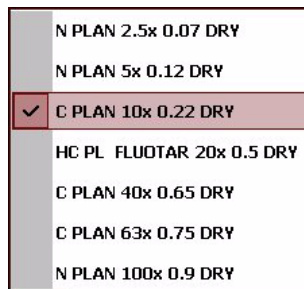 N PLAN 2.5x 0.07 DRY
N PLAN 5x 0.12 DRY
C PLAN 10x 0.22 DRY
HC PL  FLUOTAR 20x 0.5 DRY
C PLAN 40x 0.65 DRY
C PLAN 63x 0.75 DRY
N PLAN 100x 0.9 DRY